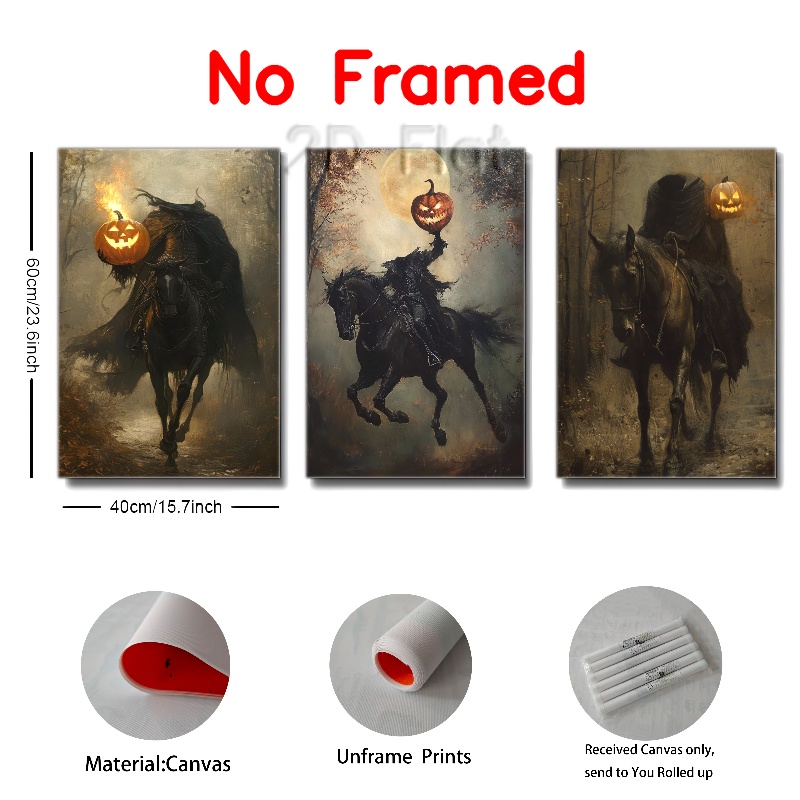 No Framed
2D Flat
60cm/23.6inch
40cm/15.7inch
Material:Canvas
Unframe Prints
Received Canvas only,
send to You Rolled up